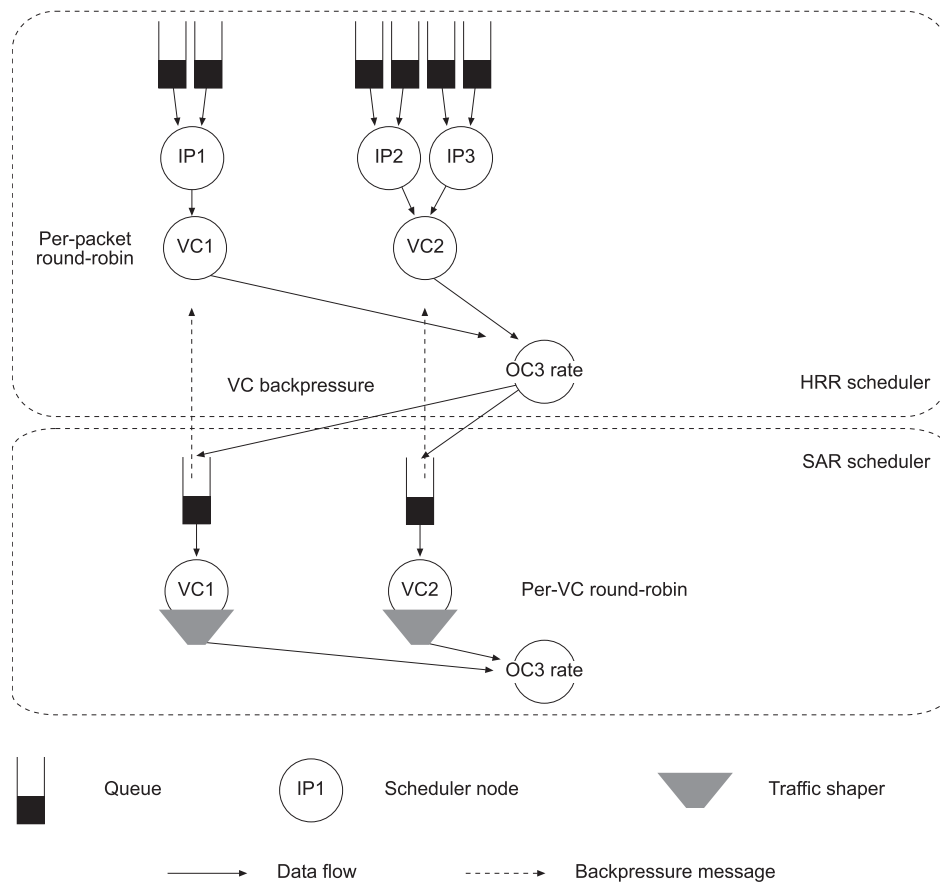 IP1
IP2
IP3
Per-packet
round-robin
VC1
VC2
OC3 rate
VC backpressure
HRR scheduler
SAR scheduler
VC1
VC2
Per-VC round-robin
OC3 rate
Queue
IP1
Scheduler node
Traffic shaper
Data flow
Backpressure message